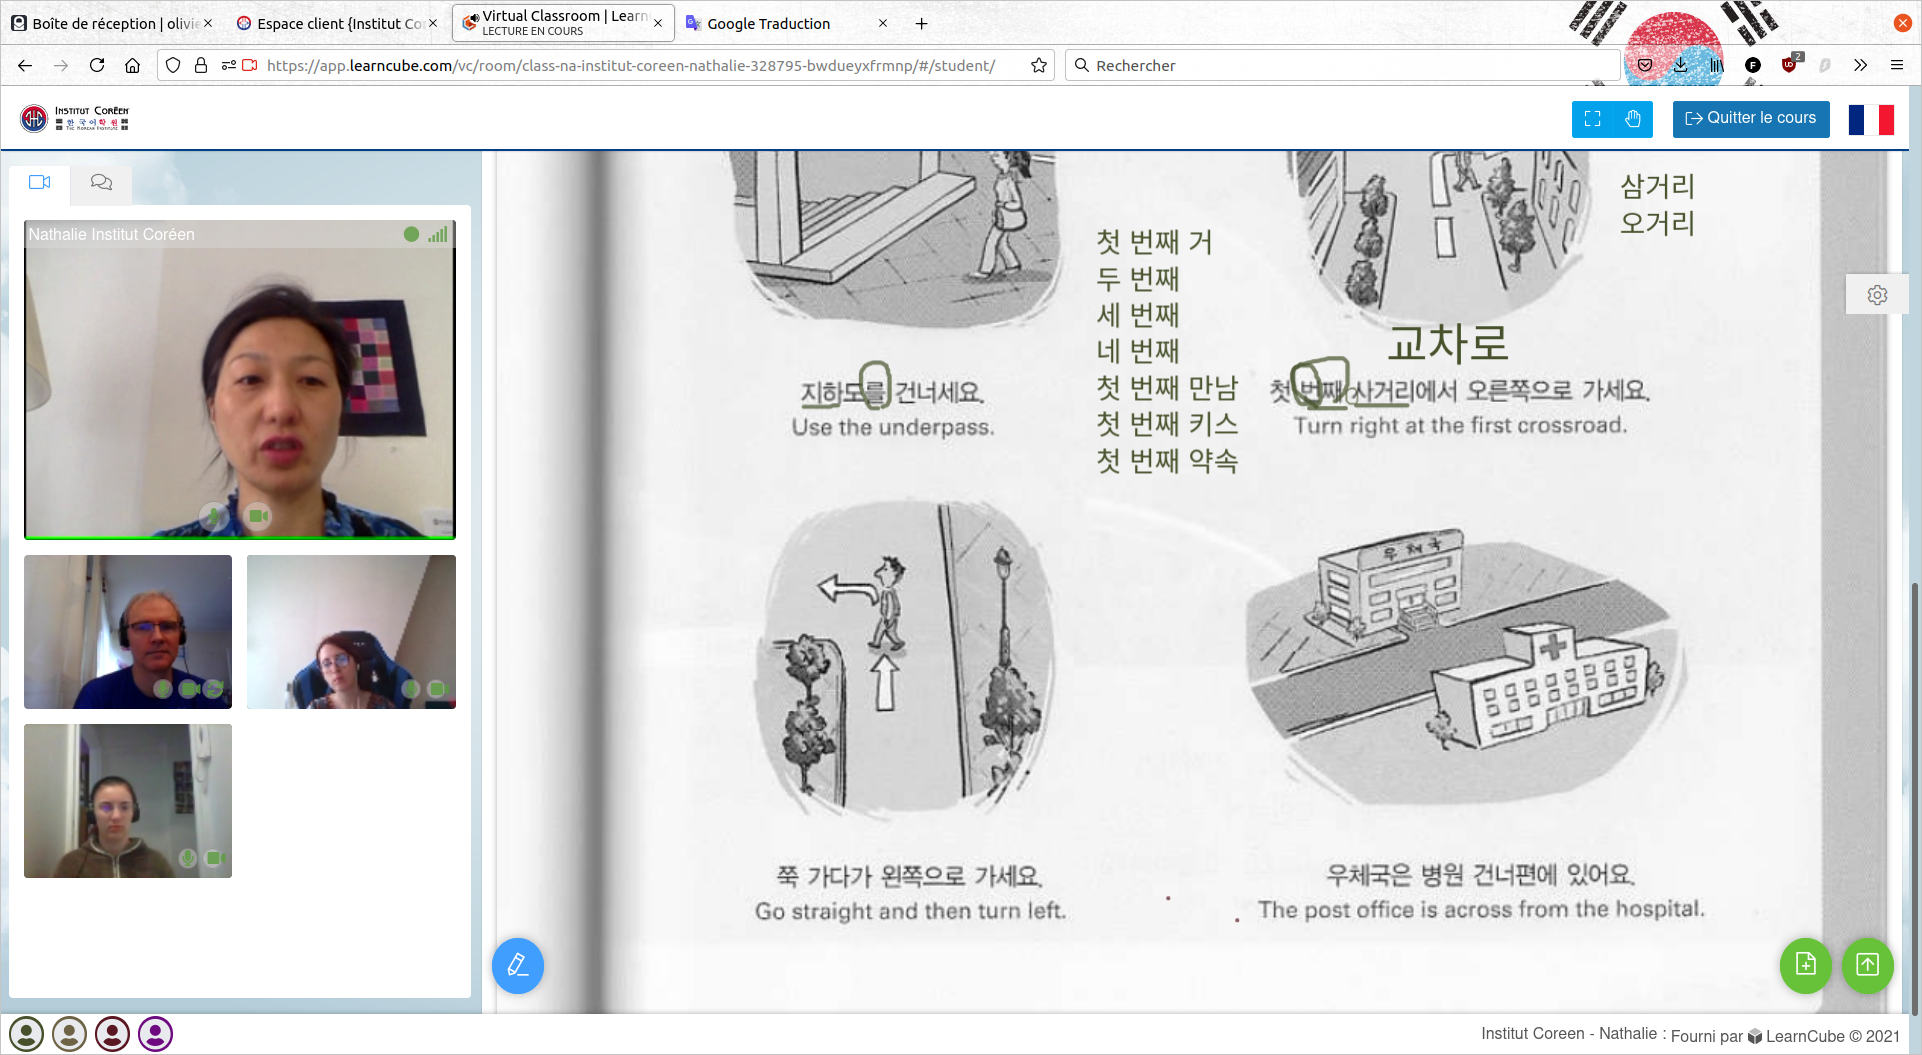 Boîte de réception | olivi
Espace client {Institut Co
Virtual Classroom | Learn
LECTURE EN COURS
Google Traduction
https://app.learncube.com/vc/room/class-na-institut-coreen-nathalie-328795-bwdueyxfrmnp/#/student/
Rechercher
2
INSTITUT CORÉEN
한국어학원
THE KOREAN INSTITUTE
Quitter le cours
Nathalie Institut Coréen
삼거리
오거리
첫 번째 거
두 번째
세 번째
네 번째
첫 번째 만남
첫 번째 키스
첫 번째 약속
교차로
지하도를 건너세요.
Use the underpass.
첫 번째 사거리에서 오른쪽으로 가세요.
Turn right at the first crossroad.
우체국
쭉 가다가 왼쪽으로 가세요.
Go straight and then turn left.
우체국은 병원 건너편에 있어요.
The post office is across from the hospital.
Institut Coreen - Nathalie : Fourni par LearnCube © 2021